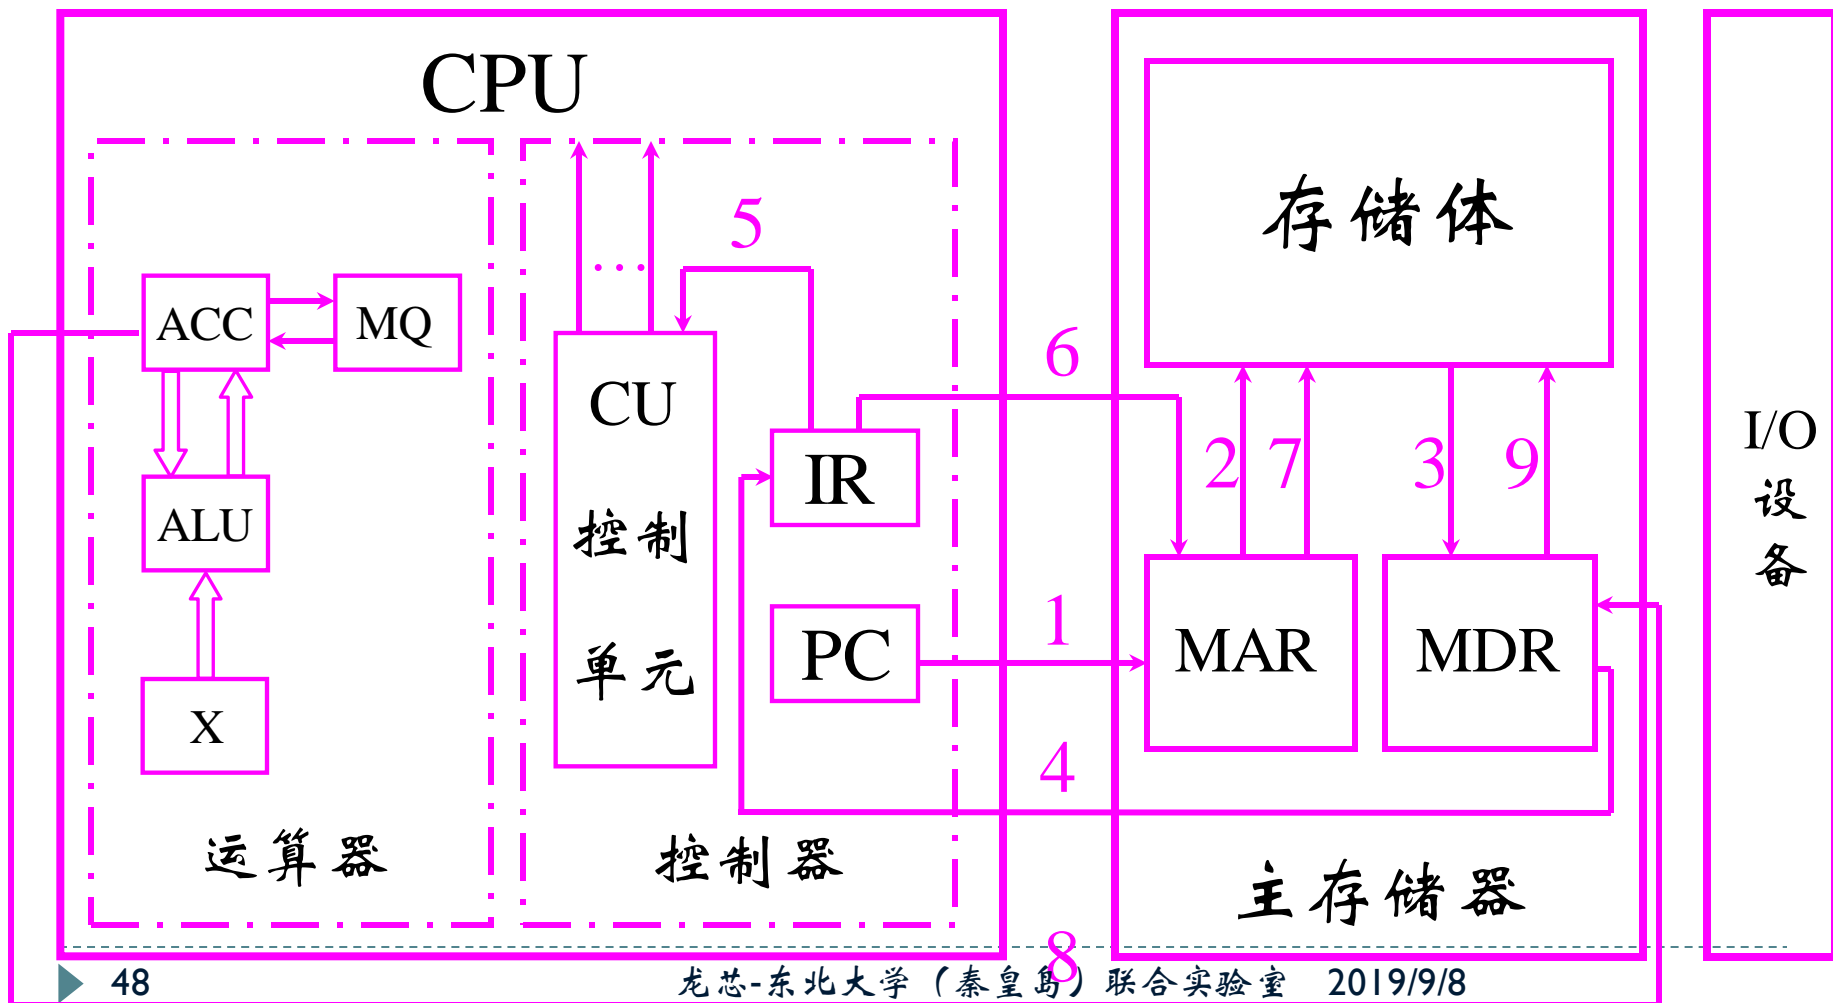 CPU
存储体
5
…
ACC
MQ
6
CU
控制
单元
IR
2
7
3
9
I/O
设
备
ALU
1
PC
MAR
MDR
X
4
运算器
控制器
主存储器
8
48
龙芯-东北大学（秦皇岛）联合实验室
2019/9/8